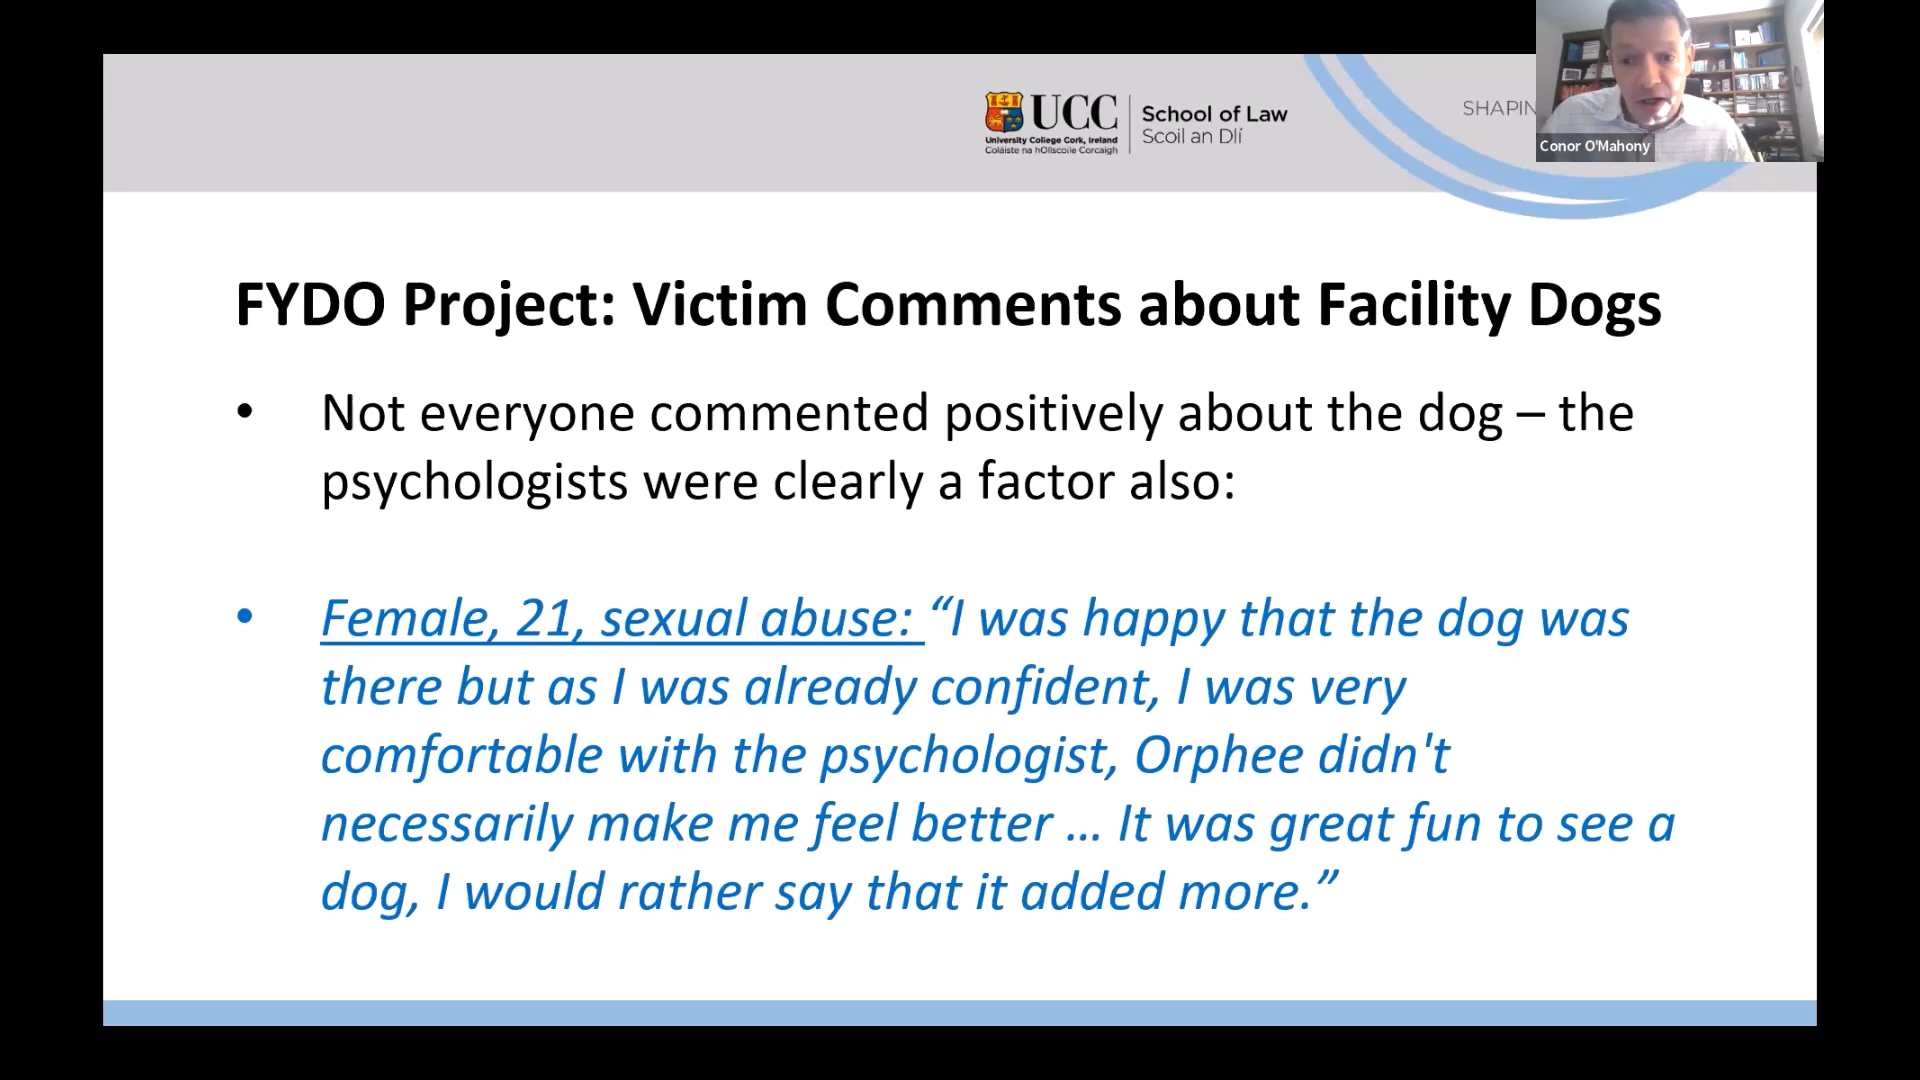 UCC
University College Cork, Ireland
Coláiste na hOllscoile Corcaigh
School of Law
Scoil an Dlí
SHAPIN
Conor O'Mahony
FYDO Project: Victim Comments about Facility Dogs
• Not everyone commented positively about the dog – the
psychologists were clearly a factor also:
• Female, 21, sexual abuse: “I was happy that the dog was
there but as I was already confident, I was very
comfortable with the psychologist, Orphee didn't
necessarily make me feel better ... It was great fun to see a
dog, I would rather say that it added more.”